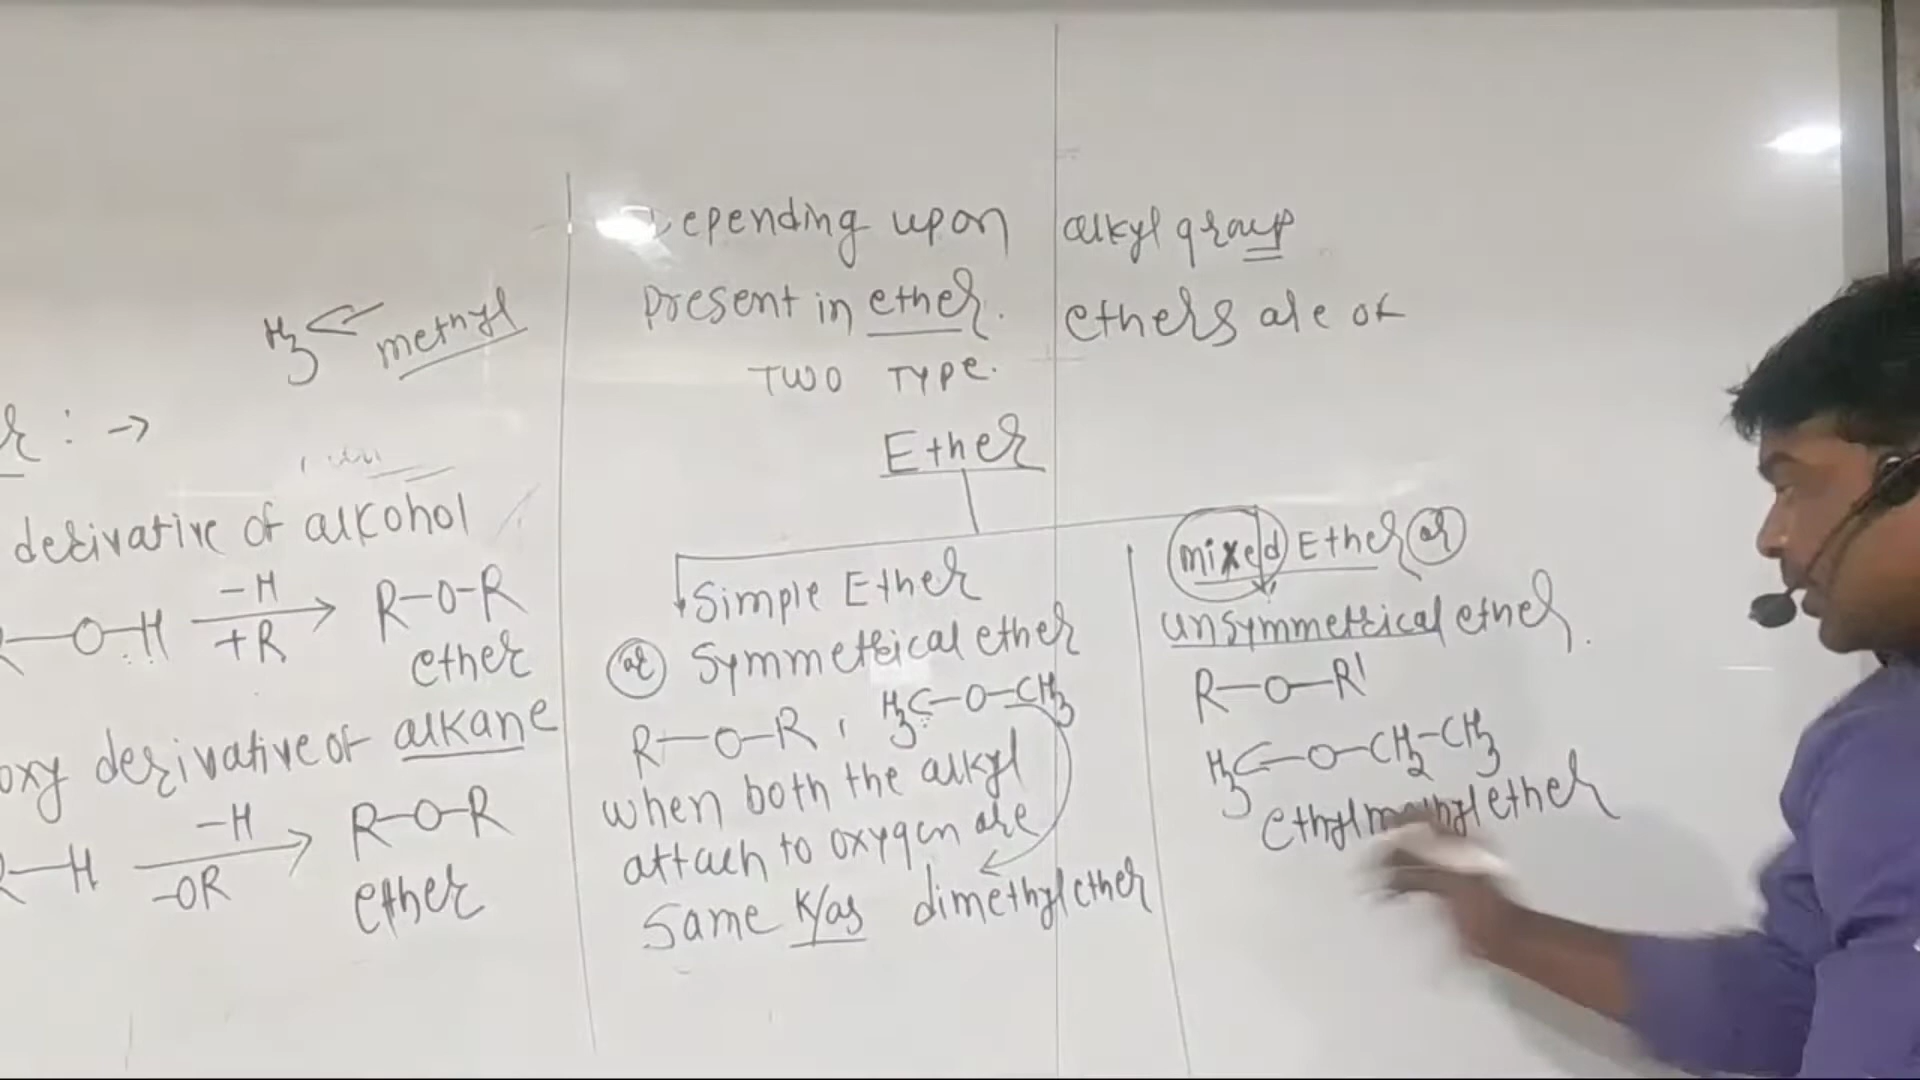 H3 methyl
: →
derivative of alcohol
—O—H −H +R → R-O-R
ether
oxy derivative of alkane
R—H −H −OR → R-O-R
ether
Depending upon alkyl group
present in ether. ethers are of
TWO TYPE.
Ether
Simple Ether
or Symmetrical ether
R—O—R , H3C—O—CH3
when both the alkyl
attach to oxygen are
same k/as dimethylether
mixed Ether or
unsymmetrical ether.
R—O—R'
H3C—O—CH2—CH3
ethylmethylether